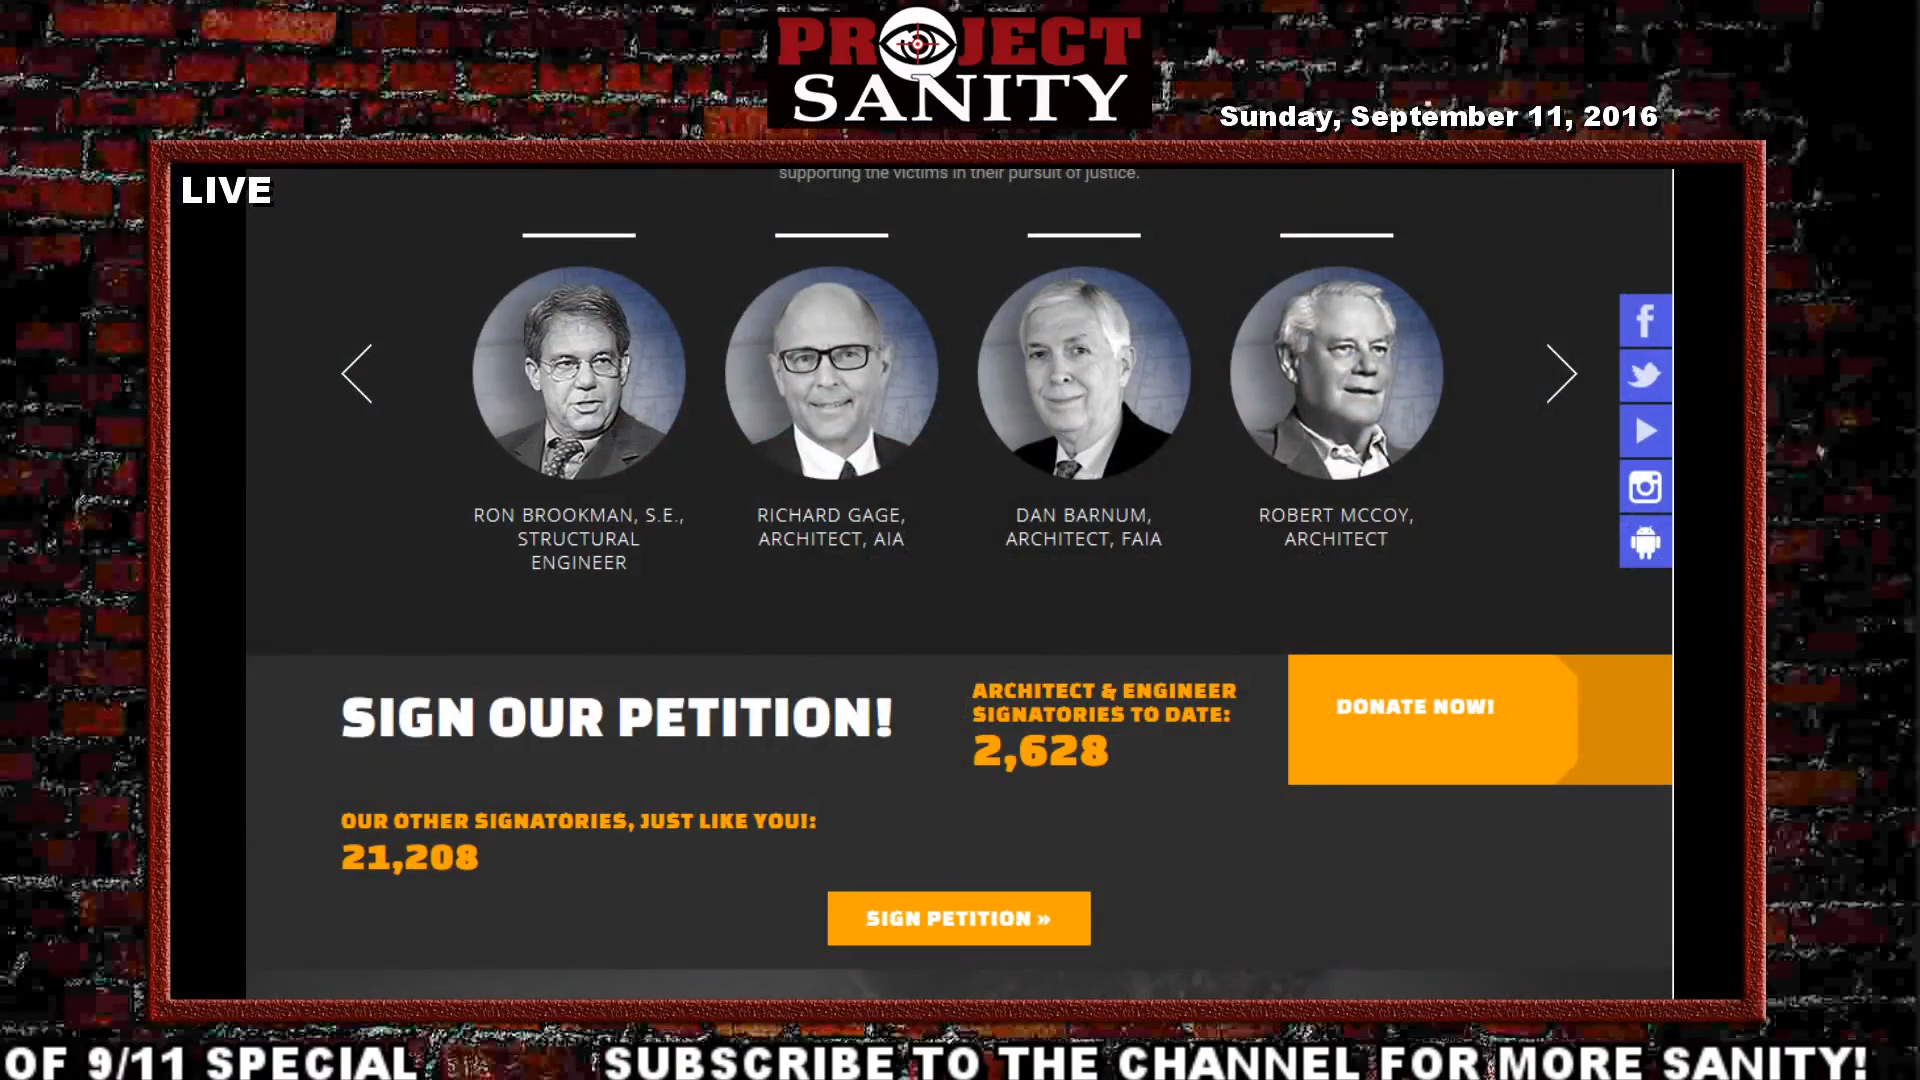 PROJECT
SANITY
Sunday, September 11, 2016
LIVE
supporting the victims in their pursuit of justice.
RON BROOKMAN, S.E.,
STRUCTURAL
ENGINEER
RICHARD GAGE,
ARCHITECT, AIA
DAN BARNUM,
ARCHITECT, FAIA
ROBERT MCCOY,
ARCHITECT
SIGN OUR PETITION!
ARCHITECT & ENGINEER
SIGNATORIES TO DATE:
2,628
DONATE NOW!
OUR OTHER SIGNATORIES, JUST LIKE YOU!:
21,208
SIGN PETITION »
OF 9/11 SPECIAL SUBSCRIBE TO THE CHANNEL FOR MORE SANITY!